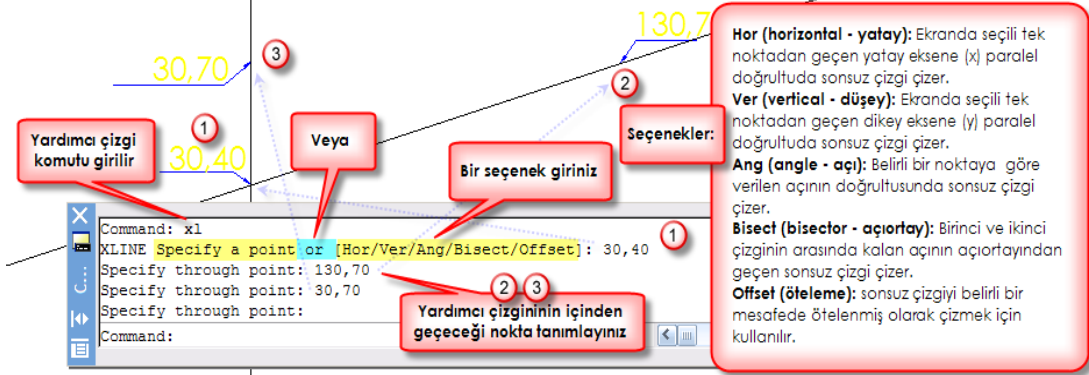 130,7
30,70
3
2
1
30,40
Yardımcı çizgi
komutu girilir
Veya
Bir seçenek giriniz
Seçenekler:
Command: xl
XLINE Specify a point or [Hor/Ver/Ang/Bisect/Offset]: 30,40
1
Specify through point: 130,70
Specify through point: 30,70
Specify through point:
Command:
C...
2 3
Yardımcı çizgininin içinden
geçeceği nokta tanımlayınız
Hor (horizontal - yatay): Ekranda seçili tek
noktadan geçen yatay eksene (x) paralel
doğrultuda sonsuz çizgi çizer.
Ver (vertical - düşey): Ekranda seçili tek
noktadan geçen dikey eksene (y) paralel
doğrultuda sonsuz çizgi çizer.
Ang (angle - açı): Belirli bir noktaya göre
verilen açının doğrultusunda sonsuz çizgi
çizer.
Bisect (bisector - açıortay): Birinci ve ikinci
çizginin arasında kalan açının açıortayından
geçen sonsuz çizgi çizer.
Offset (öteleme): sonsuz çizgiyi belirli bir
mesafede ötelenmiş olarak çizmek için
kullanılır.